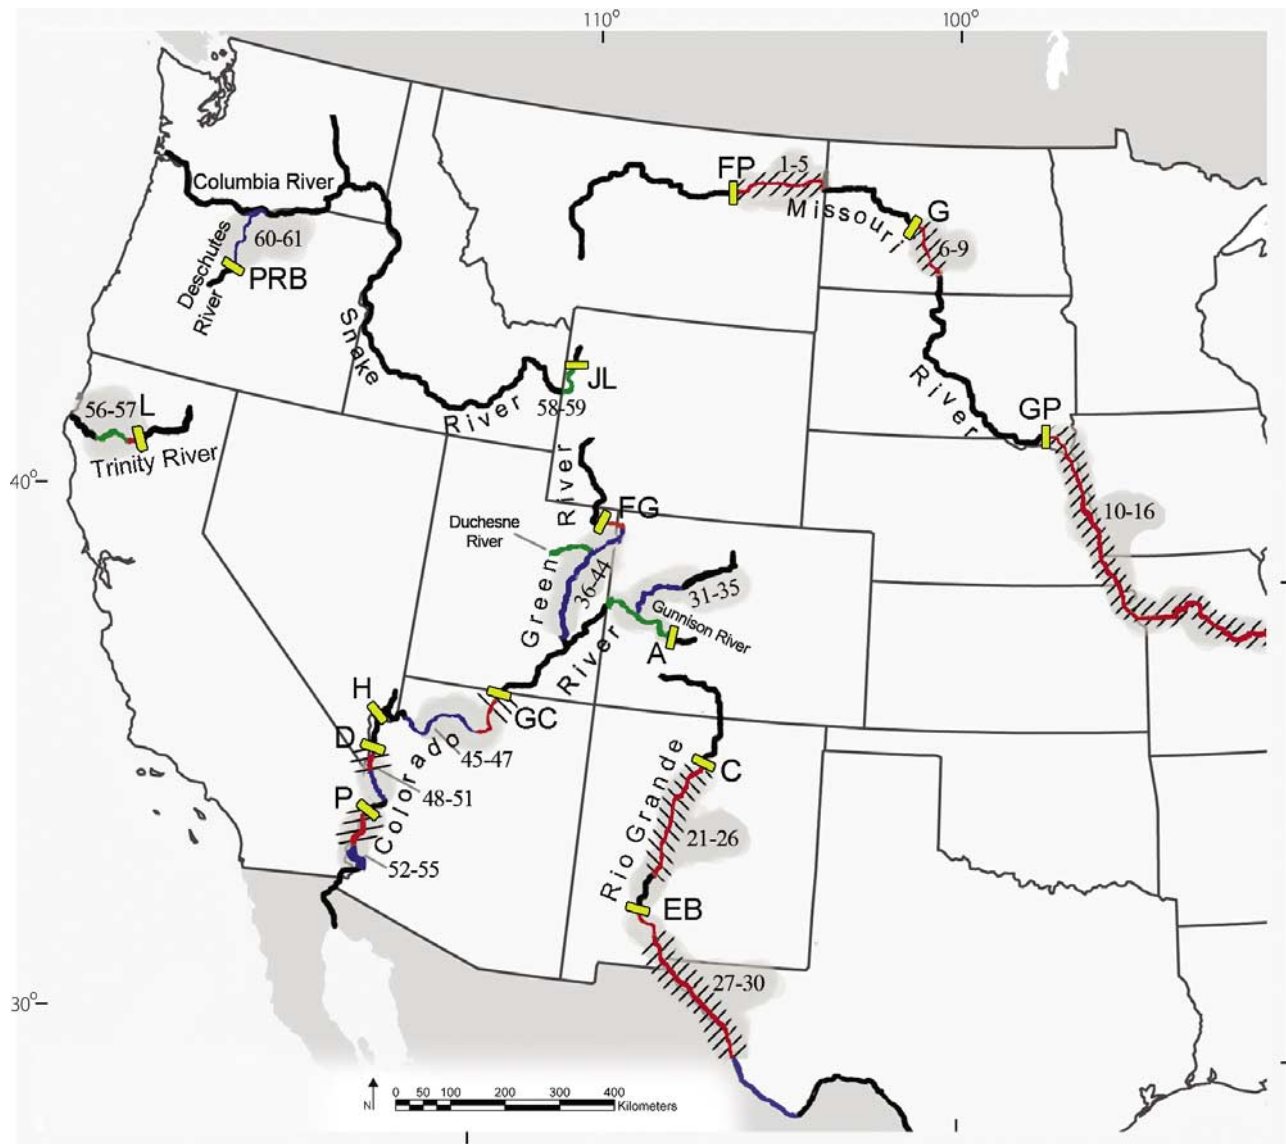 110°
100°
FP
1-5
Missouri
G
6-9
Columbia River
60-61
Deschutes
River
PRB
Snake
River
JL
58-59
River
GP
56-57
L
Trinity River
40°
River
FG
Duchesne
River
Green
36-44
31-35
Gunnison River
10-16
River
A
H
GC
D
45-47
Colorado
48-51
P
52-55
Rio Grande
C
21-26
EB
27-30
30°
N
0 50 100 200 300 400
Kilometers